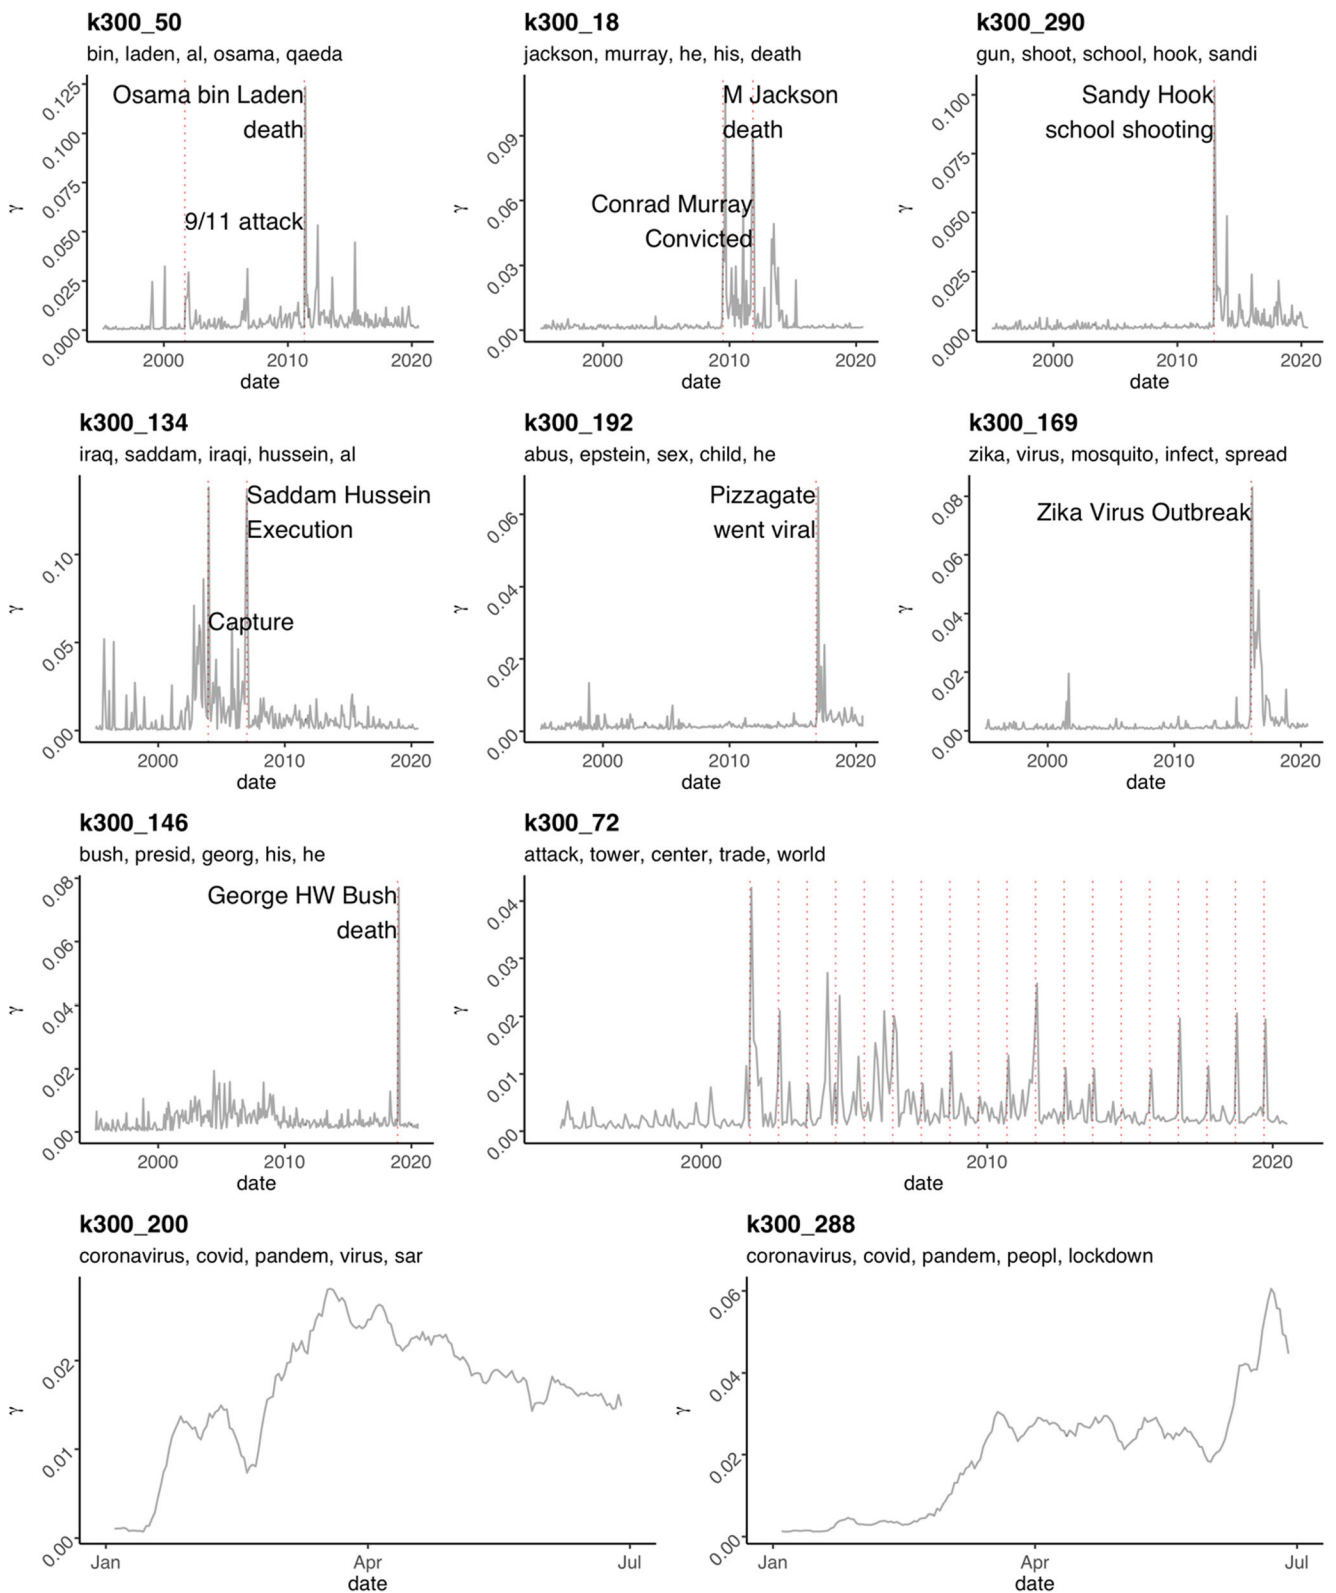 k300_50
bin, laden, al, osama, qaeda
Osama bin Laden
death
9/11 attack
γ
0.125
0.100
0.075
0.050
0.025
0.000
2000 2010 2020
date
k300_18
jackson, murray, he, his, death
M Jackson
death
Conrad Murray
Convicted
γ
0.09
0.06
0.03
0.00
2000 2010 2020
date
k300_290
gun, shoot, school, hook, sandi
Sandy Hook
school shooting
γ
0.100
0.075
0.050
0.025
0.000
2000 2010 2020
date
k300_134
iraq, saddam, iraqi, hussein, al
Saddam Hussein
Execution
Capture
γ
0.10
0.05
0.00
2000 2010 2020
date
k300_192
abus, epstein, sex, child, he
Pizzagate
went viral
γ
0.06
0.04
0.02
0.00
2000 2010 2020
date
k300_169
zika, virus, mosquito, infect, spread
Zika Virus Outbreak
γ
0.08
0.06
0.04
0.02
0.00
2000 2010 2020
date
k300_146
bush, presid, georg, his, he
George HW Bush
death
γ
0.08
0.06
0.04
0.02
0.00
2000 2010 2020
date
k300_72
attack, tower, center, trade, world
γ
0.04
0.03
0.02
0.01
0.00
2000 2010 2020
date
k300_200
coronavirus, covid, pandem, virus, sar
γ
0.02
0.01
0.00
Jan Apr Jul
date
k300_288
coronavirus, covid, pandem, peopl, lockdown
γ
0.06
0.04
0.02
0.00
Jan Apr Jul
date